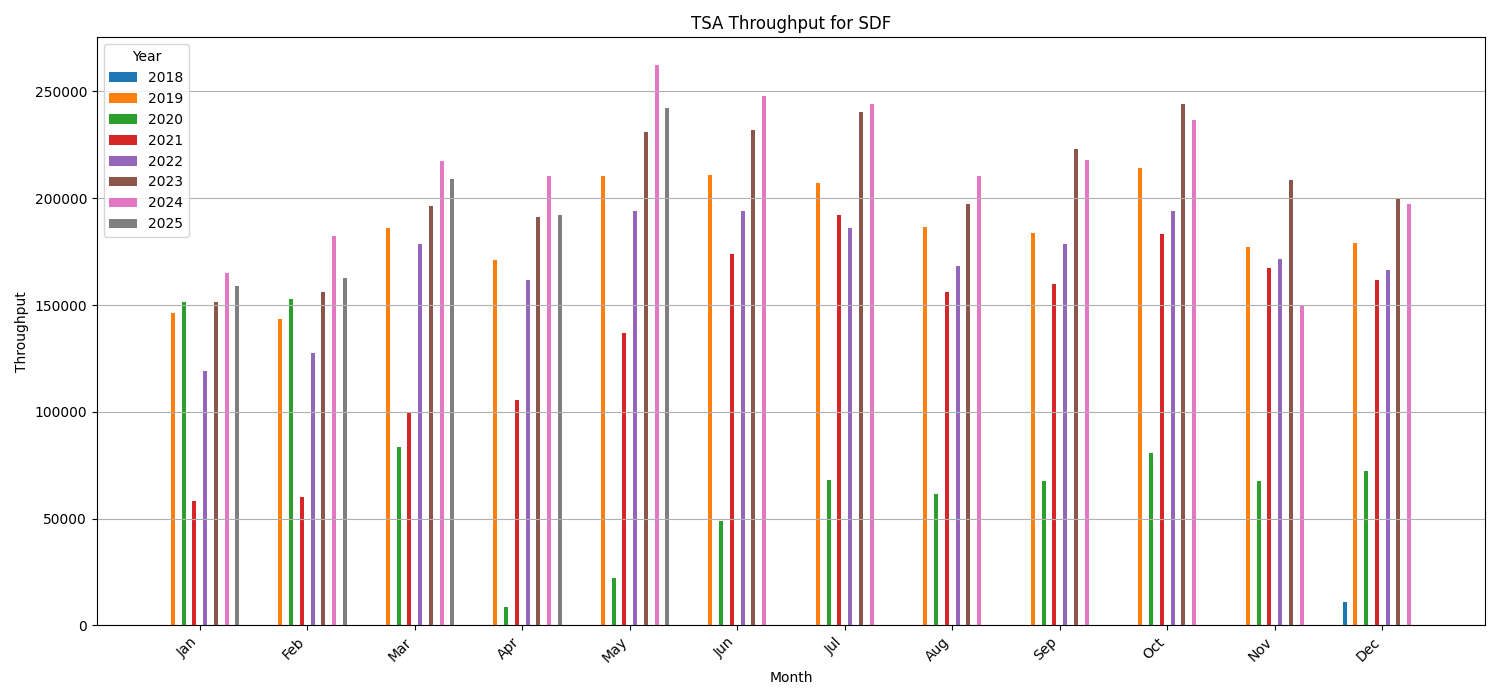 TSA Throughput for SDF
Year
2018
2019
2020
2021
2022
2023
2024
2025
Throughput
250000
200000
150000
100000
50000
0
Jan
Feb
Mar
Apr
May
Jun
Jul
Aug
Sep
Oct
Nov
Dec
Month